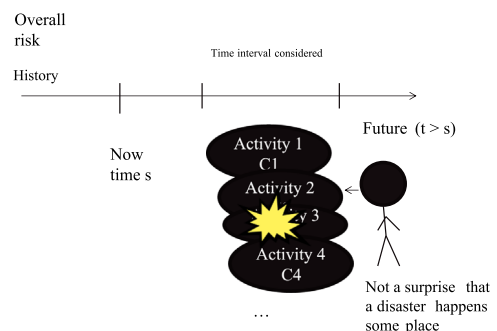 Overall
risk
Time interval considered
History
Future (t > s)
Now
time s
Activity 1
C1
Activity 2
y 3
Activity 4
C4
Not a surprise that
a disaster happens
some place
...